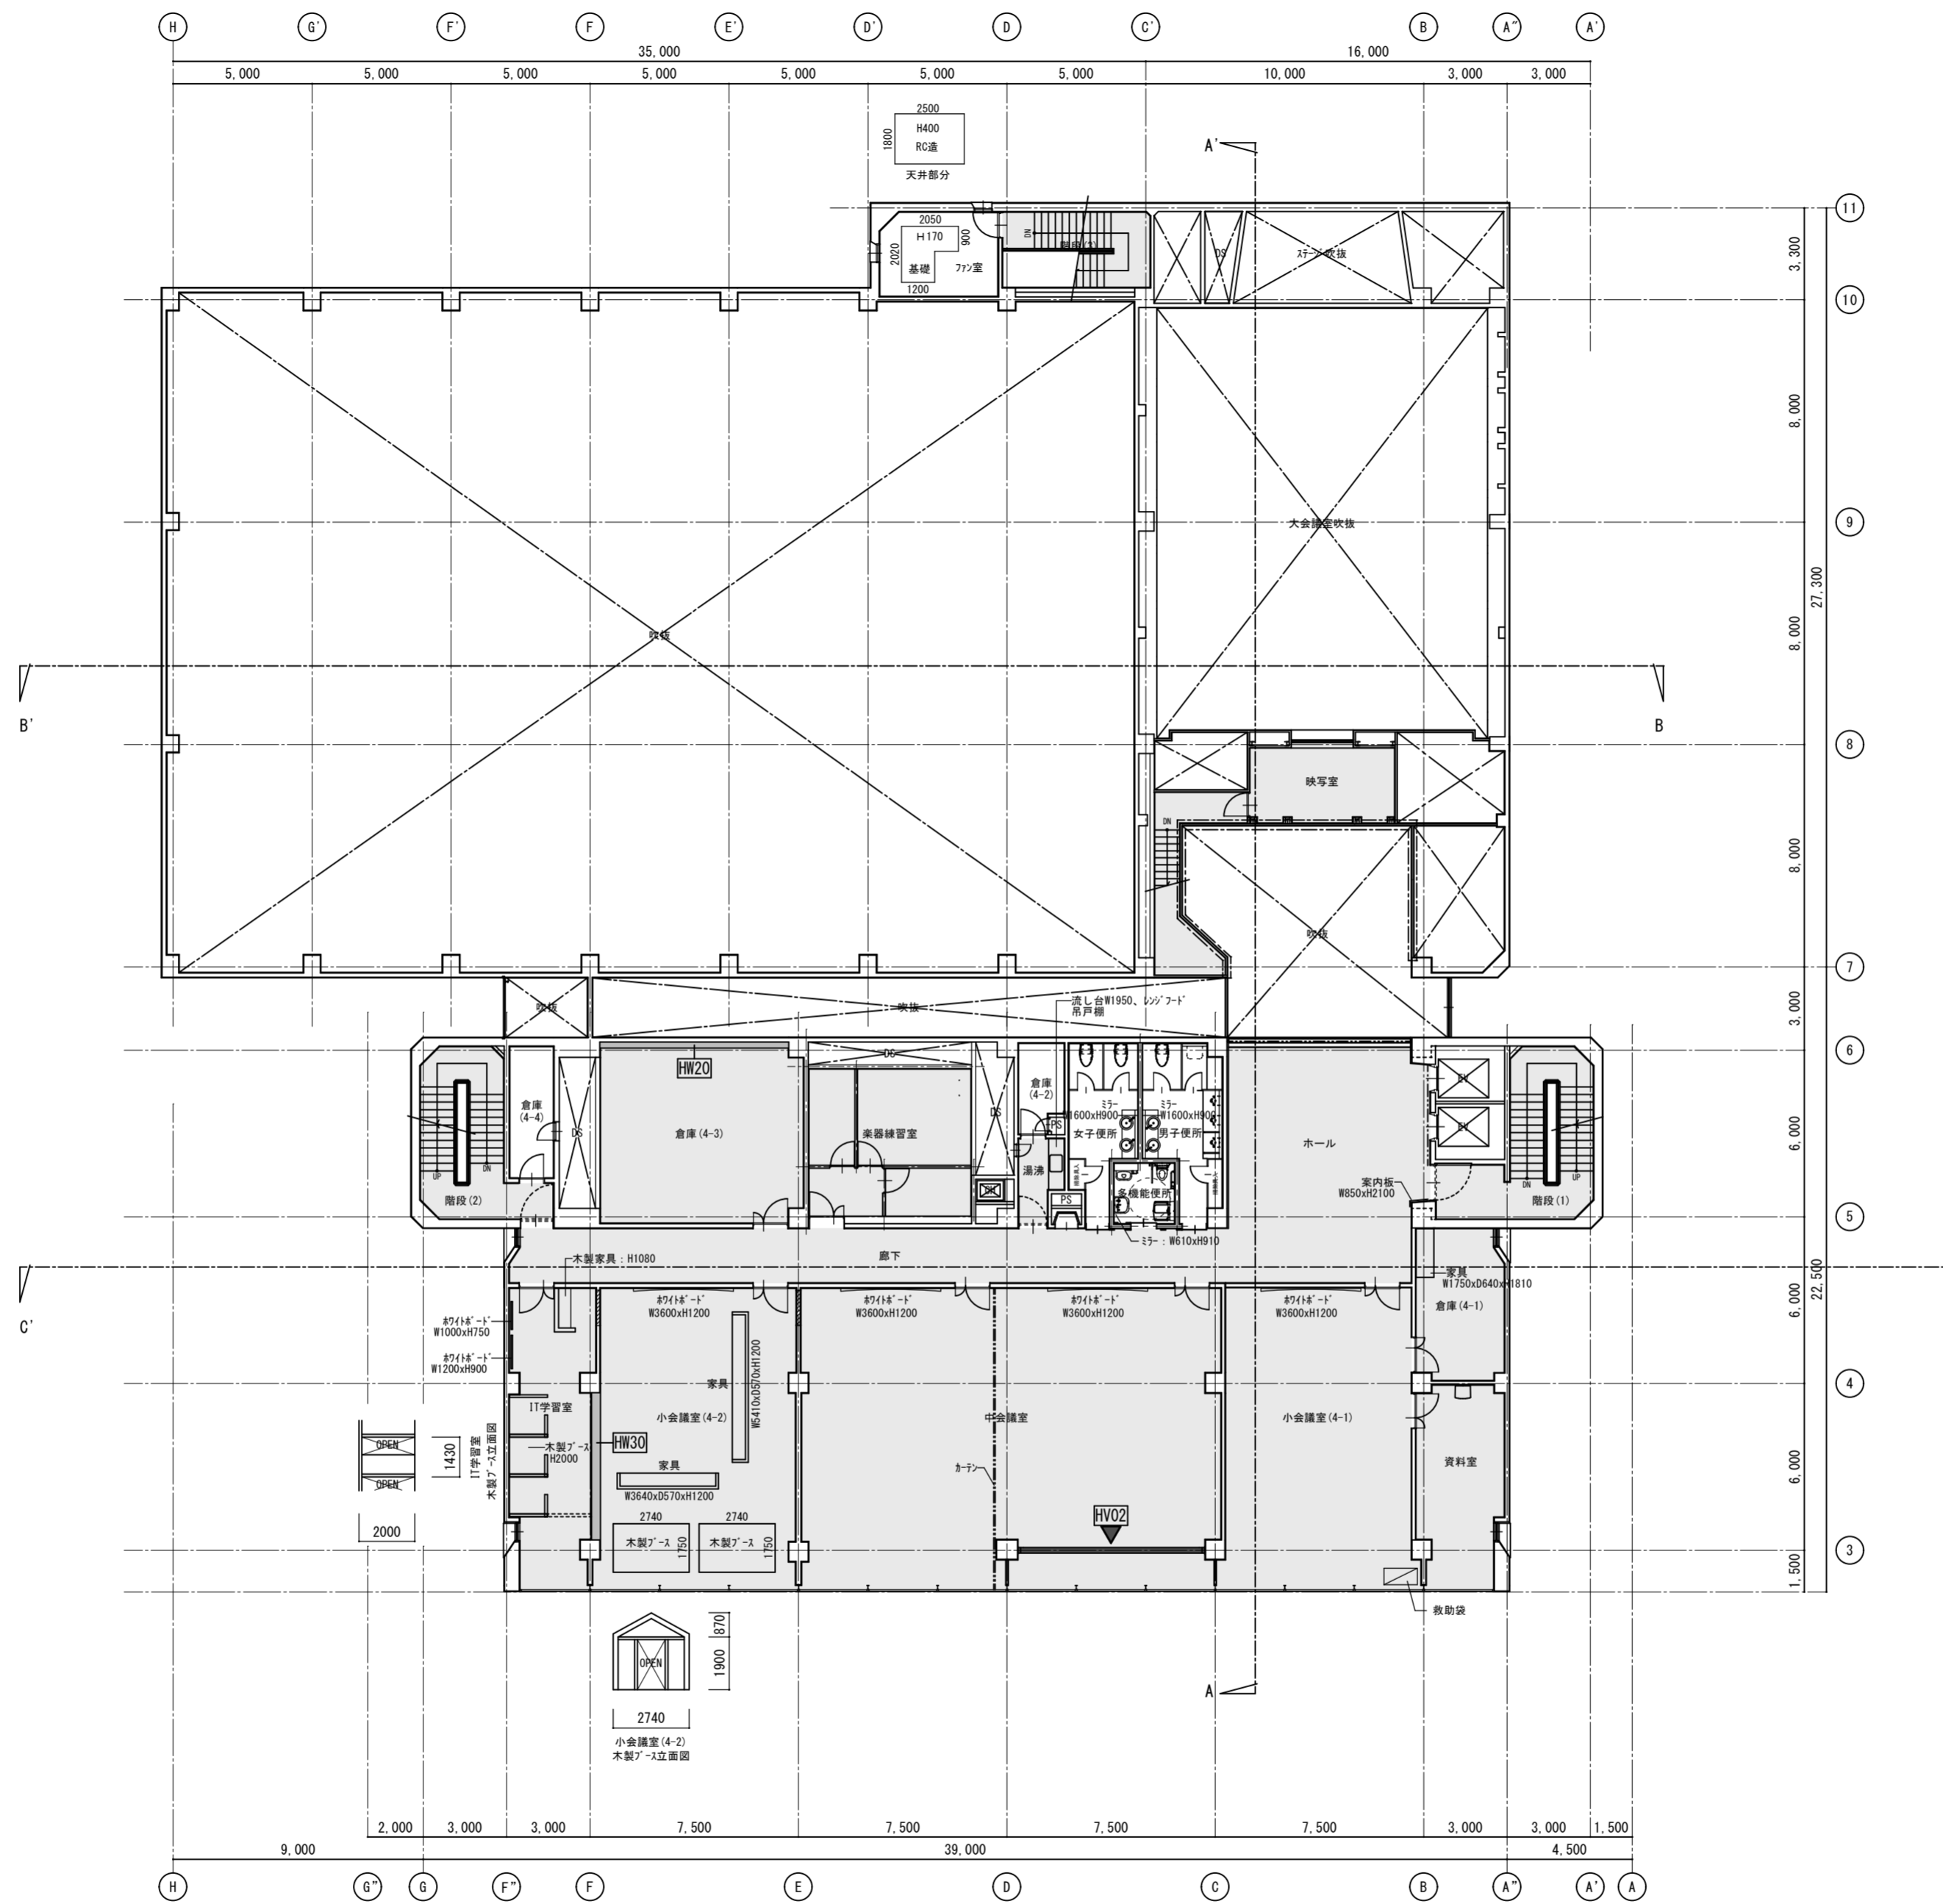 H G' F' F E' D' D C' B A" A'
35,000 16,000
5,000 5,000 5,000 5,000 5,000 5,000 5,000 10,000 3,000 3,000
2500
1800
H400
RC造
天井部分
A'
11
2050
H170
900
2020
基礎
ファン室
1200
DN
階段(3)
DS
ステージ吹抜
3,300
10
8,000
大会議室吹抜
9
27,300
吹抜
8,000
B'
B
8
映写室
DN
8,000
吹抜
7
吹抜
吹抜
流し台W1950、レンジフード
吊戸棚
3,000
6
HW20
DS
倉庫
(4-4)
DS
倉庫(4-3)
楽器練習室
DS
倉庫
(4-2)
PS
ミラー
W1600xH900
ミラー
W1600xH900
女子便所
男子便所
湯沸
PS
多機能便所
ミラー:W610xH910
ホール
EV
EV
案内板
W850xH2100
UP
DN
階段(2)
DN
UP
階段(1)
6,000
5
廊下
木製家具:H1080
家具
W1750xD640xH1810
倉庫(4-1)
C'
ホワイトボード
W1000xH750
ホワイトボード
W1200xH900
ホワイトボード
W3600xH1200
ホワイトボード
W3600xH1200
ホワイトボード
W3600xH1200
ホワイトボード
W3600xH1200
6,000
22,500
4
IT学習室
家具
W5410xD570xH1200
小会議室(4-2)
中会議室
小会議室(4-1)
資料室
OPEN
OPEN
1430
2000
IT学習室
木製ブース立面図
木製ブース
H2000
HW30
家具
W3640xD570xH1200
カーテン
HV02
6,000
2740
木製ブース
1750
2740
木製ブース
1750
3
1,500
救助袋
OPEN
870
1900
2740
小会議室(4-2)
木製ブース立面図
A
2,000 3,000 3,000 7,500 7,500 7,500 7,500 3,000 3,000 1,500
9,000 39,000 4,500
H G" G F" F E D C B A" A' A